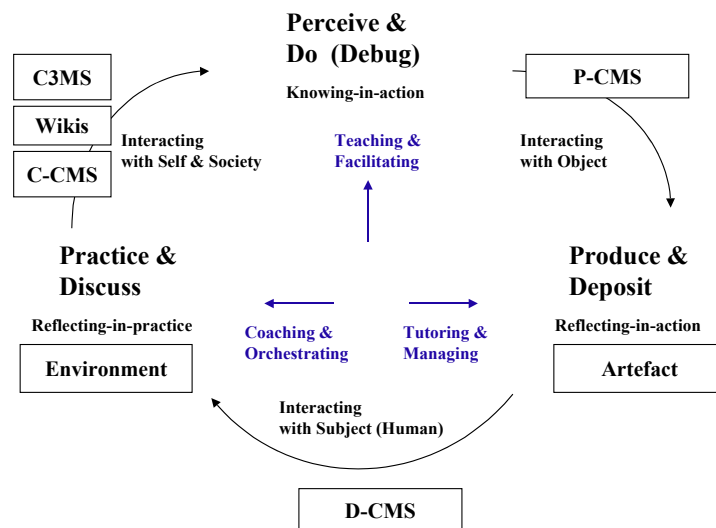 Perceive &
Do (Debug)
Knowing-in-action
C3MS
Wikis
C-CMS
Interacting
with Self & Society
Teaching &
Facilitating
P-CMS
Interacting
with Object
Practice &
Discuss
Reflecting-in-practice
Environment
Coaching &
Orchestrating
Tutoring &
Managing
Produce &
Deposit
Reflecting-in-action
Artefact
Interacting
with Subject (Human)
D-CMS